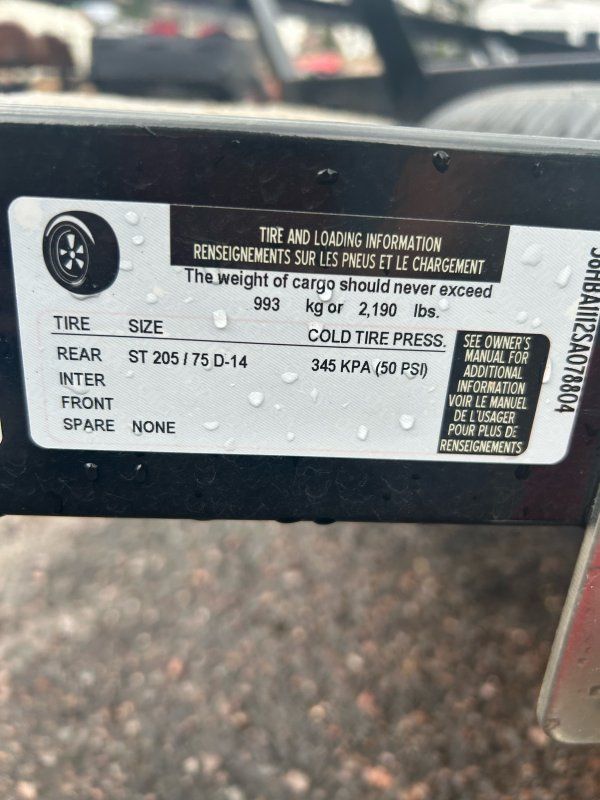 TIRE AND LOADING INFORMATION
RENSEIGNEMENTS SUR LES PNEUS ET LE CHARGEMENT
The weight of cargo should never exceed
993 kg or 2,190 lbs.
TIRE SIZE COLD TIRE PRESS.
REAR ST 205 / 75 D-14 345 KPA (50 PSI)
INTER
FRONT
SPARE NONE
SEE OWNER'S
MANUAL FOR
ADDITIONAL
INFORMATION
VOIR LE MANUEL
DE L'USAGER
POUR PLUS DE
RENSEIGNEMENTS